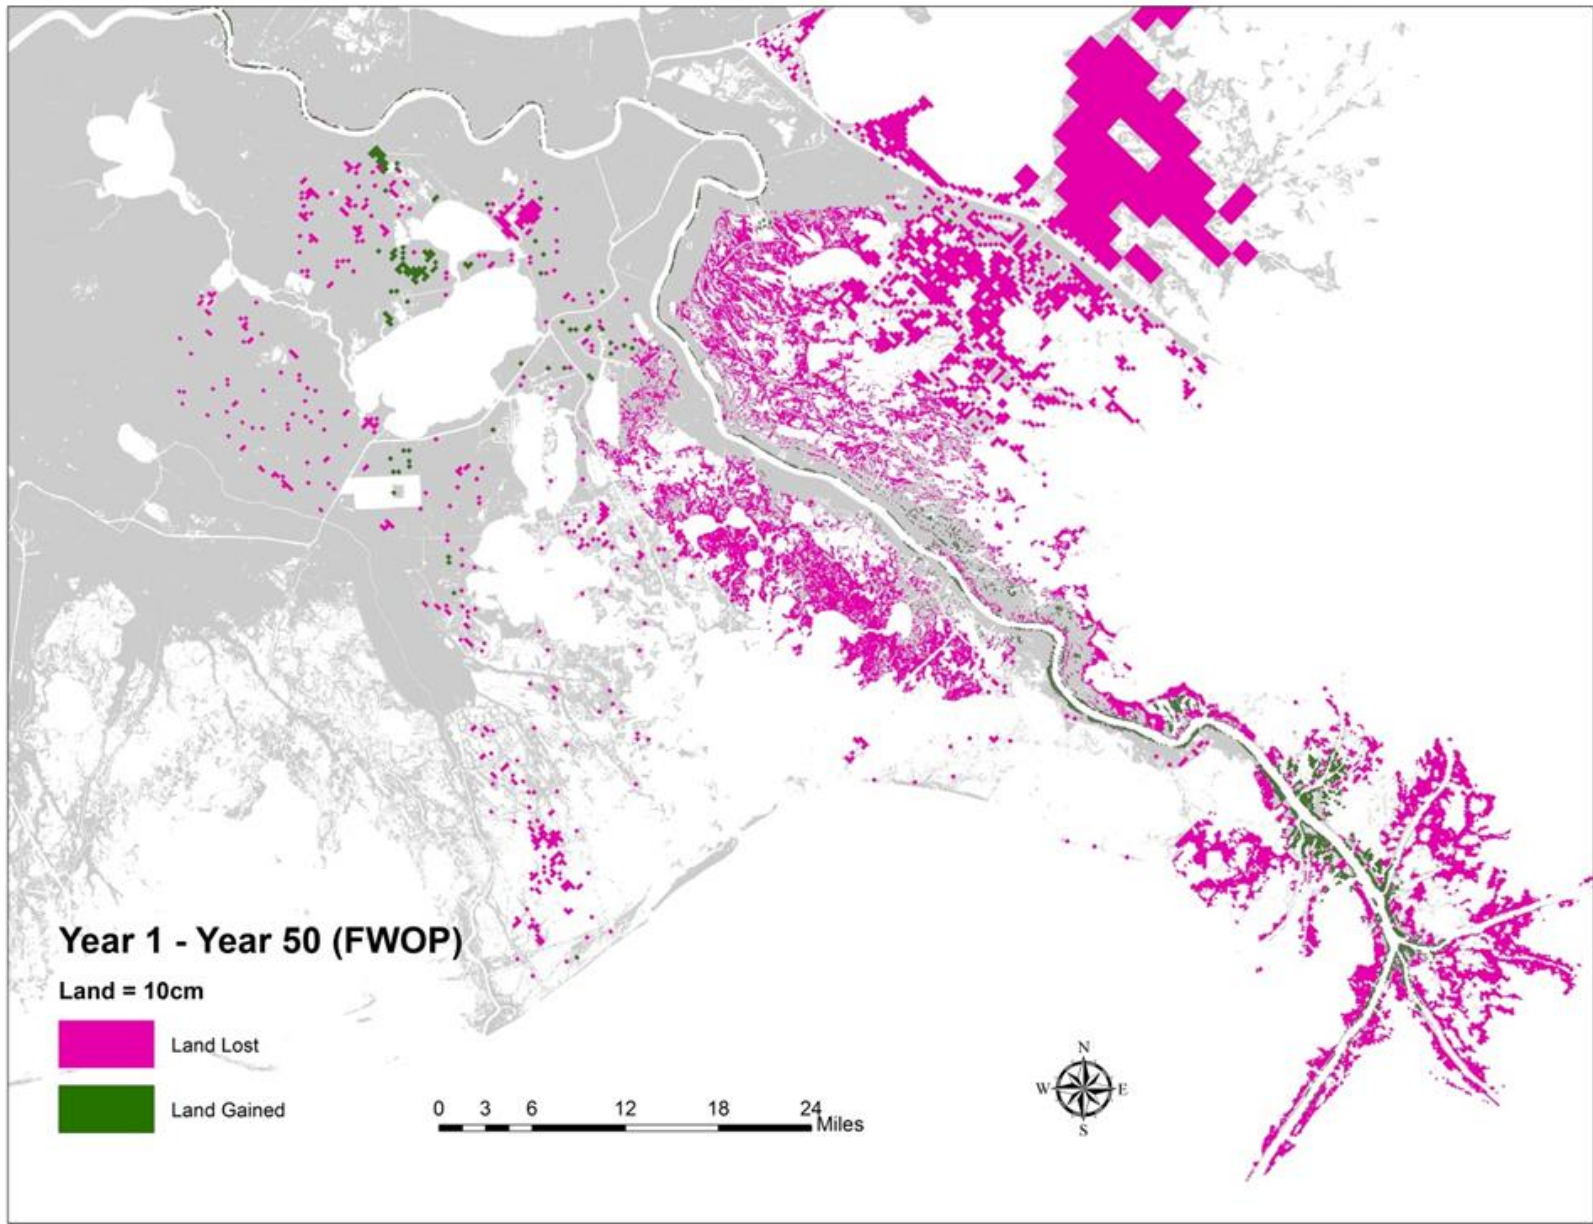 Year 1 - Year 50 (FWOP)
Land = 10cm
Land Lost
Land Gained
0 3 6 12 18 24 Miles
N
W E
S